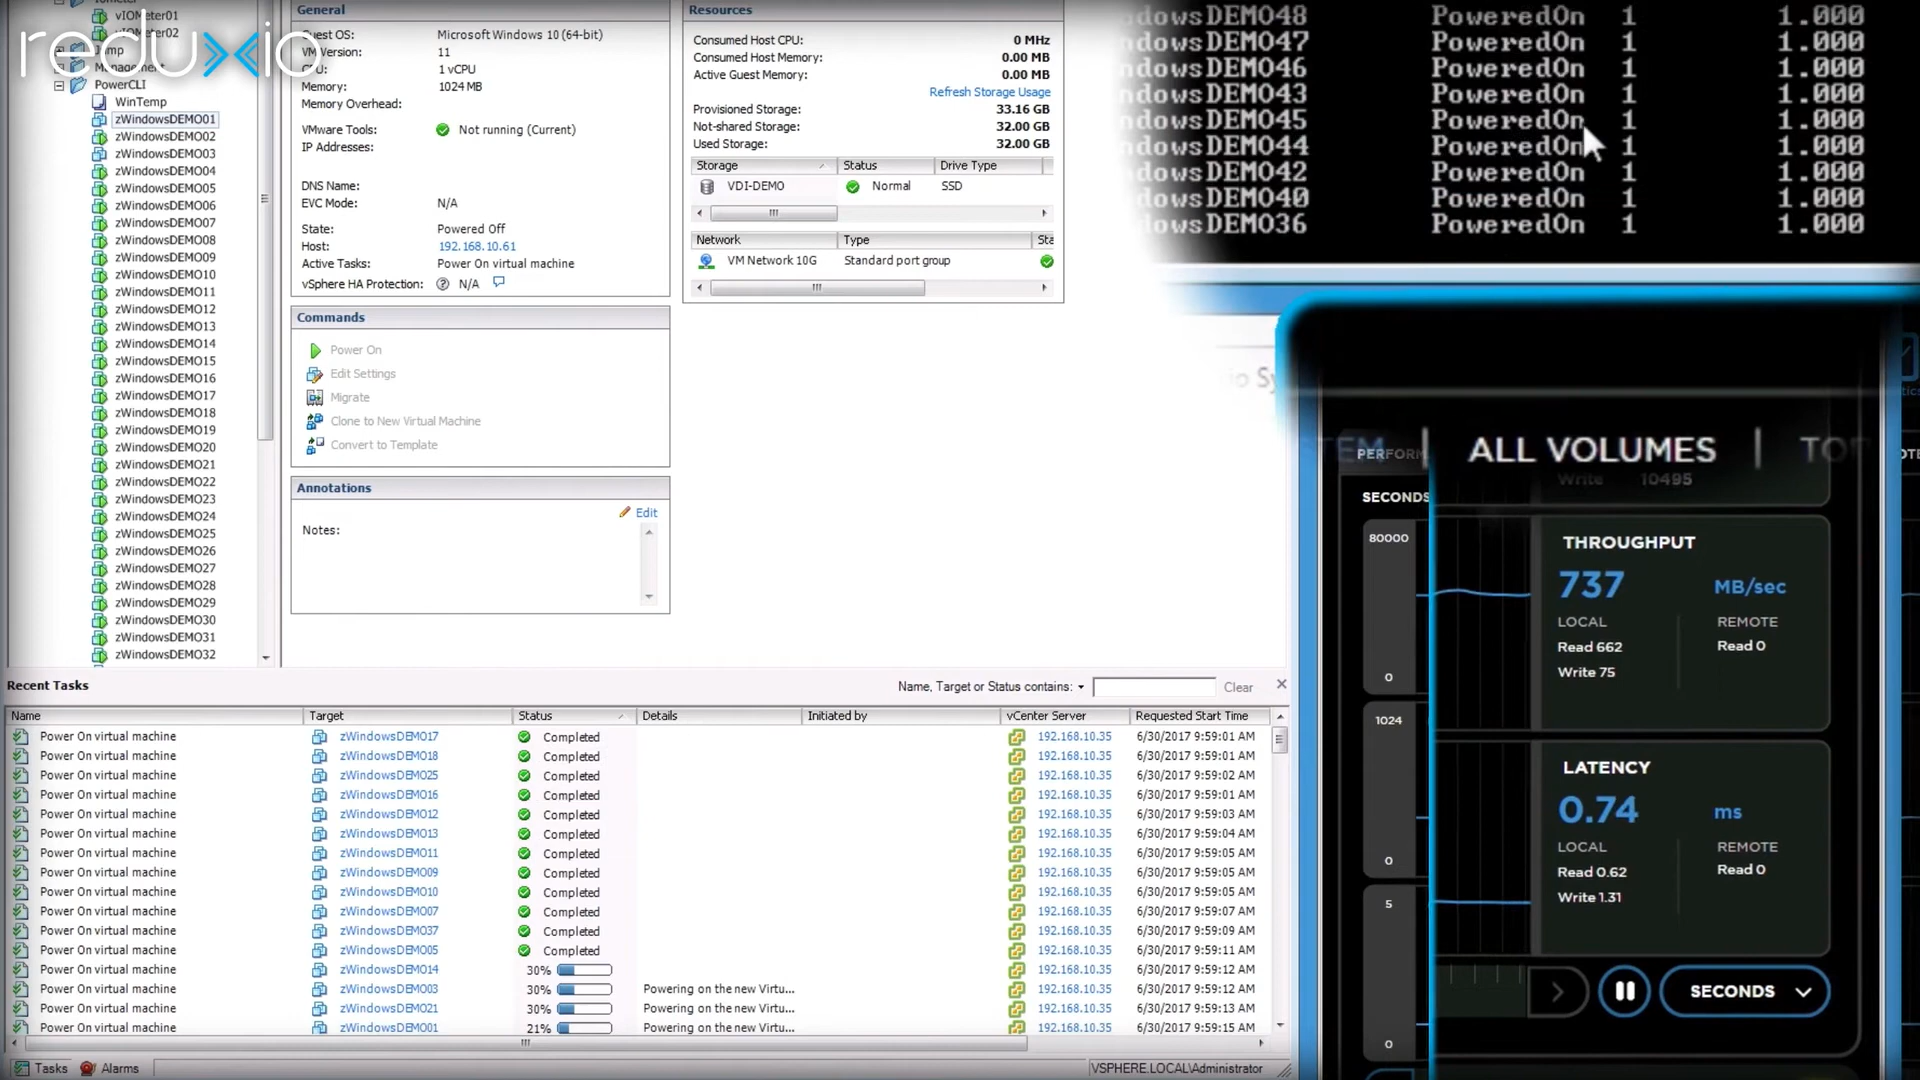 reduxio
vIOMeter01
vIOMeter02
Management
PowerCLI
WinTemp
zWindowsDEMO01
zWindowsDEMO02
zWindowsDEMO03
zWindowsDEMO04
zWindowsDEMO05
zWindowsDEMO06
zWindowsDEMO07
zWindowsDEMO08
zWindowsDEMO09
zWindowsDEMO10
zWindowsDEMO11
zWindowsDEMO12
zWindowsDEMO13
zWindowsDEMO14
zWindowsDEMO15
zWindowsDEMO16
zWindowsDEMO17
zWindowsDEMO18
zWindowsDEMO19
zWindowsDEMO20
zWindowsDEMO21
zWindowsDEMO22
zWindowsDEMO23
zWindowsDEMO24
zWindowsDEMO25
zWindowsDEMO26
zWindowsDEMO27
zWindowsDEMO28
zWindowsDEMO29
zWindowsDEMO30
zWindowsDEMO31
zWindowsDEMO32
General
Guest OS: Microsoft Windows 10 (64-bit)
VM Version: 11
CPU: 1 vCPU
Memory: 1024 MB
Memory Overhead:
VMware Tools: Not running (Current)
IP Addresses:
DNS Name:
EVC Mode: N/A
State: Powered Off
Host: 192.168.10.61
Active Tasks: Power On virtual machine
vSphere HA Protection: N/A
Commands
Power On
Edit Settings
Migrate
Clone to New Virtual Machine
Convert to Template
Annotations
Edit
Notes:
Resources
Consumed Host CPU: 0 MHz
Consumed Host Memory: 0.00 MB
Active Guest Memory: 0.00 MB
Refresh Storage Usage
Provisioned Storage: 33.16 GB
Not-shared Storage: 32.00 GB
Used Storage: 32.00 GB
Storage Status Drive Type
VDI-DEMO Normal SSD
Network Type Sta
VM Network 10G Standard port group
ndowsDEMO48 PoweredOn 1 1.000
ndowsDEMO47 PoweredOn 1 1.000
ndowsDEMO46 PoweredOn 1 1.000
ndowsDEMO43 PoweredOn 1 1.000
ndowsDEMO45 PoweredOn 1 1.000
ndowsDEMO44 PoweredOn 1 1.000
ndowsDEMO42 PoweredOn 1 1.000
ndowsDEMO40 PoweredOn 1 1.000
ndowsDEMO36 PoweredOn 1 1.000
ALL VOLUMES
PERFORM
Write 10495
SECONDS
80000
0
1024
0
5
0
THROUGHPUT
737 MB/sec
LOCAL REMOTE
Read 662 Read 0
Write 75
LATENCY
0.74 ms
LOCAL REMOTE
Read 0.62 Read 0
Write 1.31
SECONDS
Recent Tasks
Name, Target or Status contains: Clear
Name Target Status Details Initiated by vCenter Server Requested Start Time
Power On virtual machine zWindowsDEMO17 Completed 192.168.10.35 6/30/2017 9:59:01 AM
Power On virtual machine zWindowsDEMO18 Completed 192.168.10.35 6/30/2017 9:59:01 AM
Power On virtual machine zWindowsDEMO25 Completed 192.168.10.35 6/30/2017 9:59:02 AM
Power On virtual machine zWindowsDEMO16 Completed 192.168.10.35 6/30/2017 9:59:01 AM
Power On virtual machine zWindowsDEMO12 Completed 192.168.10.35 6/30/2017 9:59:03 AM
Power On virtual machine zWindowsDEMO13 Completed 192.168.10.35 6/30/2017 9:59:04 AM
Power On virtual machine zWindowsDEMO11 Completed 192.168.10.35 6/30/2017 9:59:05 AM
Power On virtual machine zWindowsDEMO09 Completed 192.168.10.35 6/30/2017 9:59:05 AM
Power On virtual machine zWindowsDEMO10 Completed 192.168.10.35 6/30/2017 9:59:05 AM
Power On virtual machine zWindowsDEMO07 Completed 192.168.10.35 6/30/2017 9:59:07 AM
Power On virtual machine zWindowsDEMO37 Completed 192.168.10.35 6/30/2017 9:59:09 AM
Power On virtual machine zWindowsDEMO05 Completed 192.168.10.35 6/30/2017 9:59:11 AM
Power On virtual machine zWindowsDEMO14 30% 192.168.10.35 6/30/2017 9:59:12 AM
Power On virtual machine zWindowsDEMO03 30% Powering on the new Virtu... 192.168.10.35 6/30/2017 9:59:12 AM
Power On virtual machine zWindowsDEMO21 30% Powering on the new Virtu... 192.168.10.35 6/30/2017 9:59:13 AM
Power On virtual machine zWindowsDEMO01 21% Powering on the new Virtu... 192.168.10.35 6/30/2017 9:59:15 AM
Tasks Alarms VSPHERE.LOCAL\Administrator